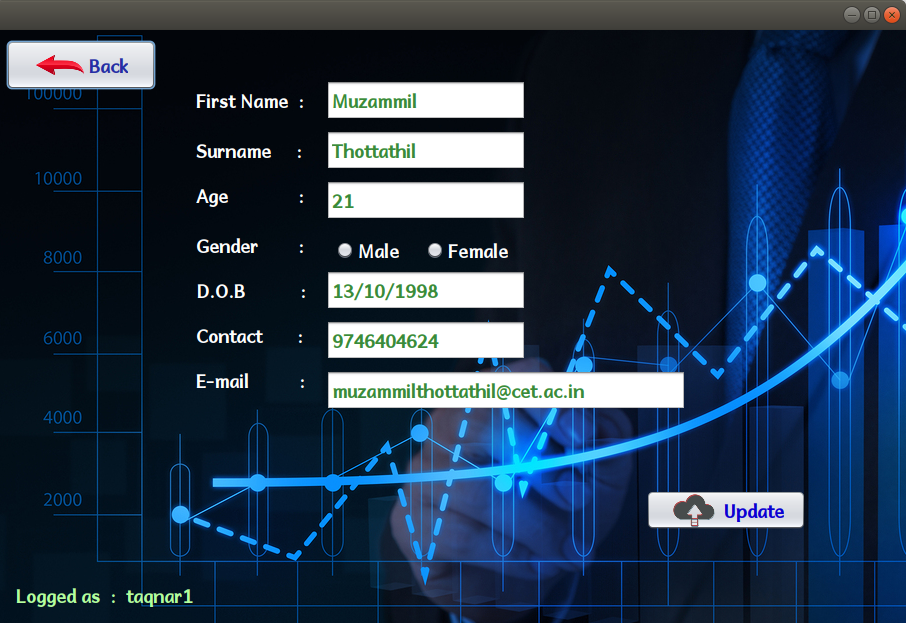 Back
100000
First Name : Muzammil
10000
Surname : Thottathil
Age : 21
Gender : Male Female
8000
D.O.B : 13/10/1998
6000
Contact : 9746404624
E-mail : muzammilthottathil@cet.ac.in
4000
2000
Update
Logged as : taqnar1